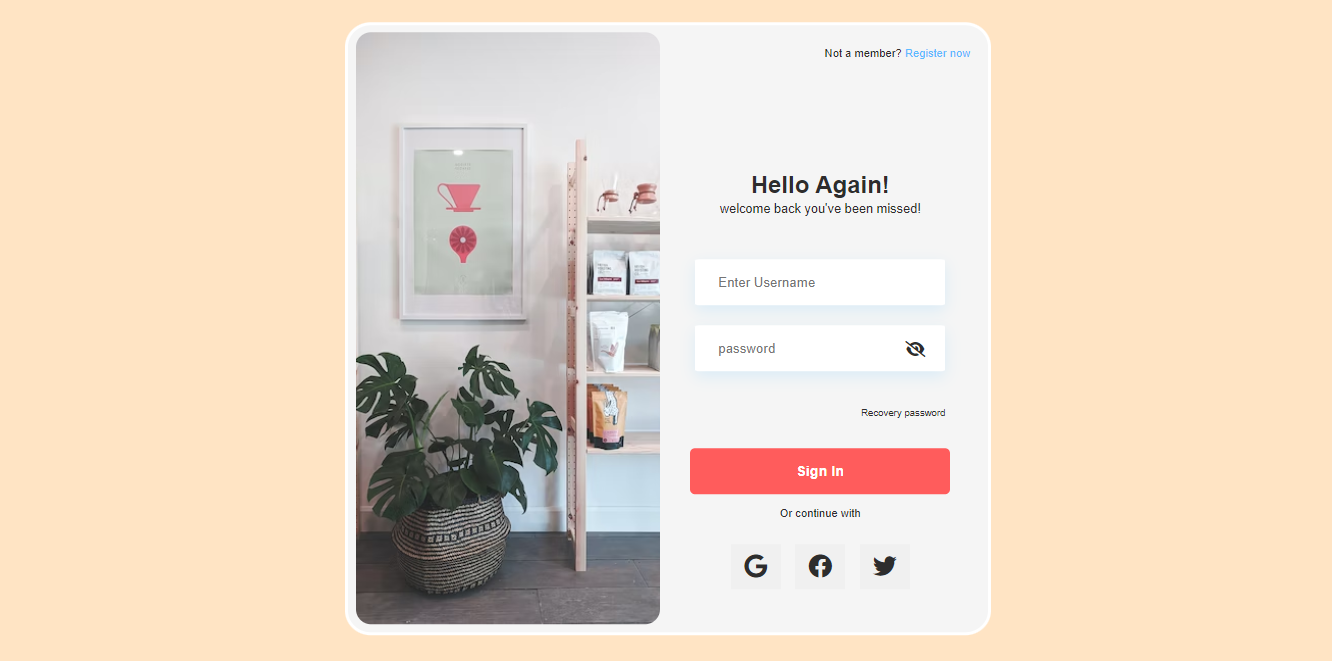 Not a member? Register now
Hello Again!
welcome back you've been missed!
Enter Username
password
Recovery password
Sign In
Or continue with